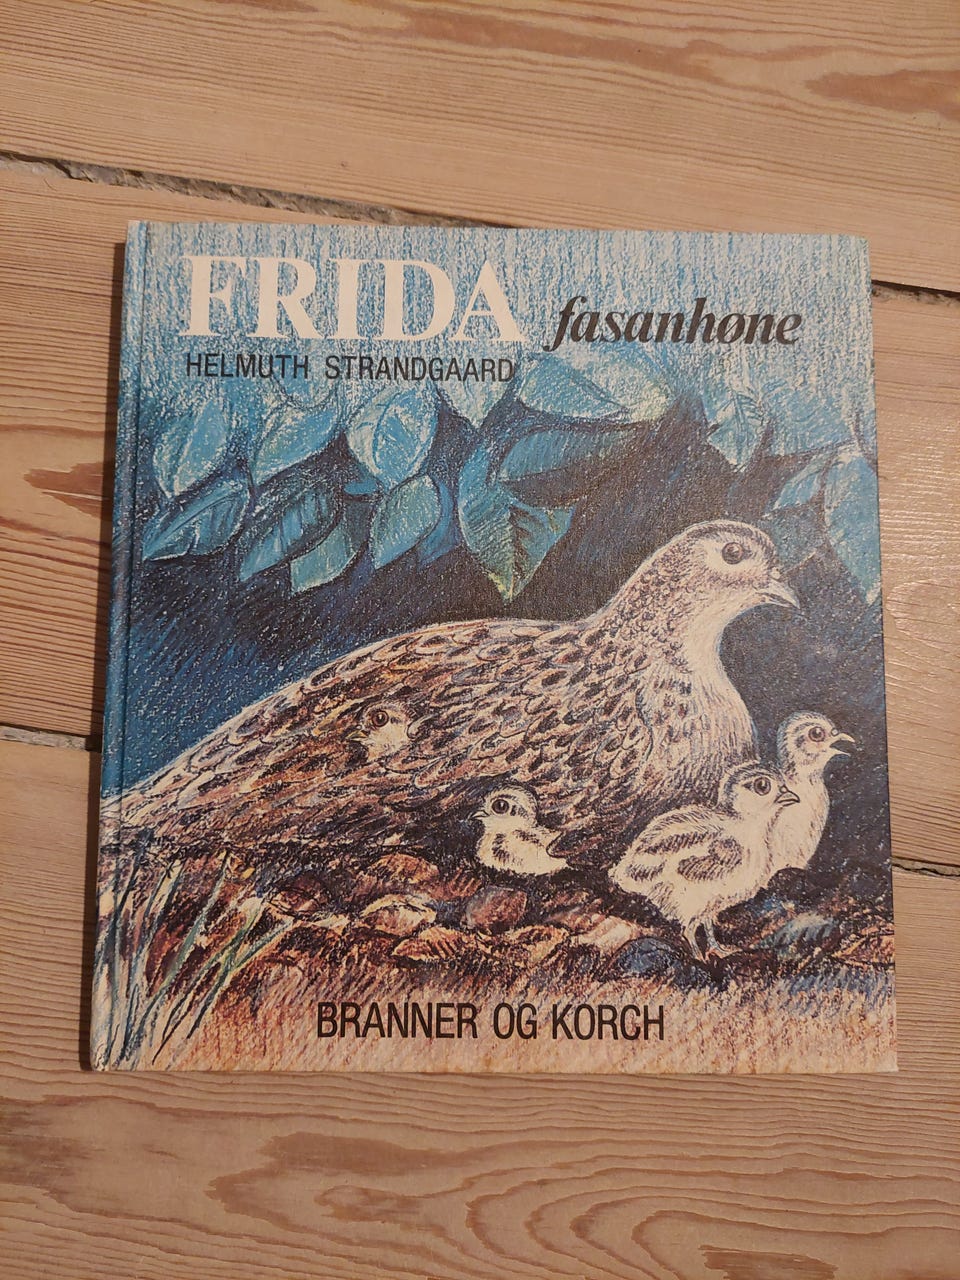 FRIDA fasanhøne
HELMUTH STRANDGAARD
BRANNER OG KORCH